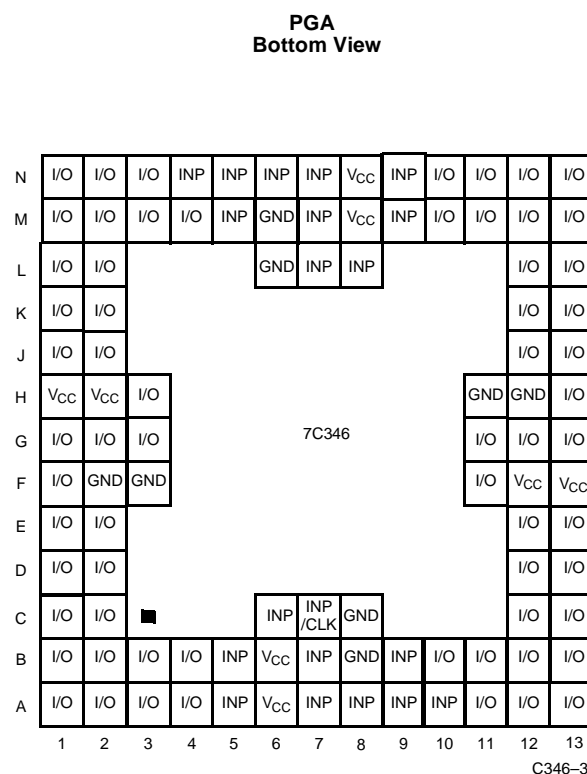 PGA
Bottom View
N I/O I/O I/O INP INP INP INP VCC INP I/O I/O I/O I/O
M I/O I/O I/O I/O INP GND INP VCC INP I/O I/O I/O I/O
L I/O I/O GND INP INP I/O I/O
K I/O I/O I/O I/O
J I/O I/O I/O I/O
H VCC VCC I/O GND GND I/O
G I/O I/O I/O 7C346 I/O I/O I/O
F I/O GND GND I/O VCC VCC
E I/O I/O I/O I/O
D I/O I/O I/O I/O
C I/O I/O INP INP /CLK GND I/O I/O
B I/O I/O I/O I/O INP VCC INP GND INP I/O I/O I/O I/O
A I/O I/O I/O I/O INP VCC INP INP INP INP I/O I/O I/O
1 2 3 4 5 6 7 8 9 10 11 12 13
C346–3